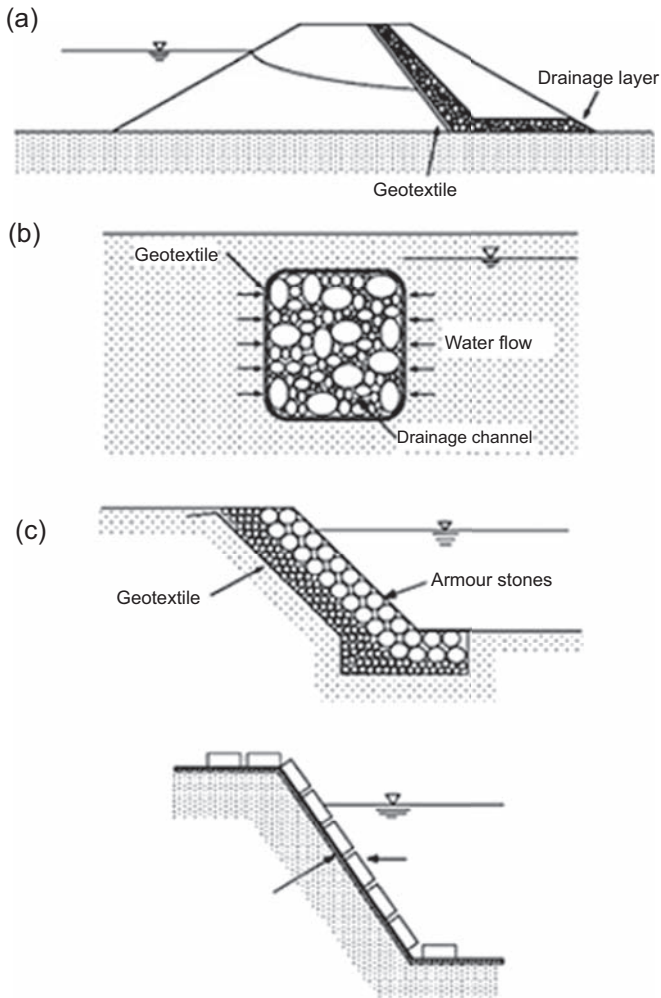 (a)
Drainage layer
Geotextile
(b)
Geotextile
Water flow
Drainage channel
(c)
Armour stones
Geotextile